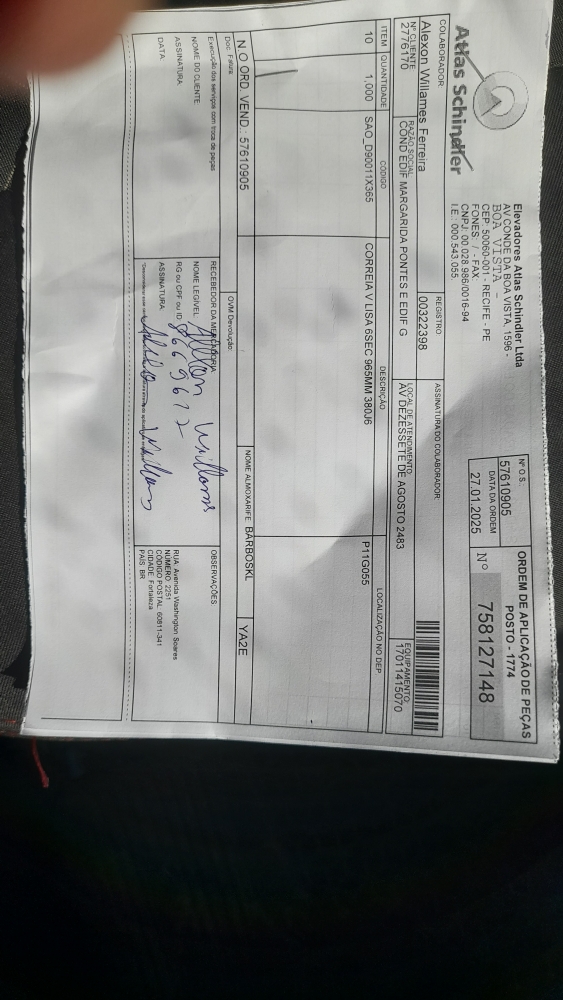 Atlas Schindler
Elevadores Atlas Schindler Ltda
AV CONDE DA BOA VISTA, 1596 -
BOA VISTA -
CEP: 50060-001 - RECIFE - PE
FONES: / - FAX
CNPJ: 00.028.986/0016-94
I.E.: 000.543.055.
ORDEM DE APLICAÇÃO DE PEÇAS
POSTO - 1774
Nº O.S.
57610905
DATA DA ORDEM
27.01.2025
Nº 758127148
COLABORADOR
Alexon Willames Ferreira
REGISTRO
00322398
ASSINATURA DO COLABORADOR
Nº CLIENTE
2776170
RAZÃO SOCIAL
COND EDIF MARGARIDA PONTES E EDIF G
LOCAL DE ATENDIMENTO
AV DEZESSETE DE AGOSTO 2483
EQUIPAMENTO
17011415070
ITEM QUANTIDADE CÓDIGO DESCRIÇÃO LOCALIZAÇÃO NO DEP
10 1,000 SAO_D90011X365 CORREIA V LISA 6SEC 965MM 380J6 P11G055
N.O ORD. VEND.: 57610905
NOME ALMOXARIFE: BARBOSKL
YA2E
Doc. Fatura:
OVM Devolução:
Execução dos serviços com troca de peças
RECEBEDOR DA MERCADORIA
OBSERVAÇÕES
NOME DO CLIENTE
NOME LEGÍVEL
ASSINATURA
RG ou CPF ou ID
DATA:
ASSINATURA
RUA: Avenida Washington Soares
NÚMERO: 2251
CÓDIGO POSTAL: 60811-341
CIDADE: Fortaleza
PAÍS: BR